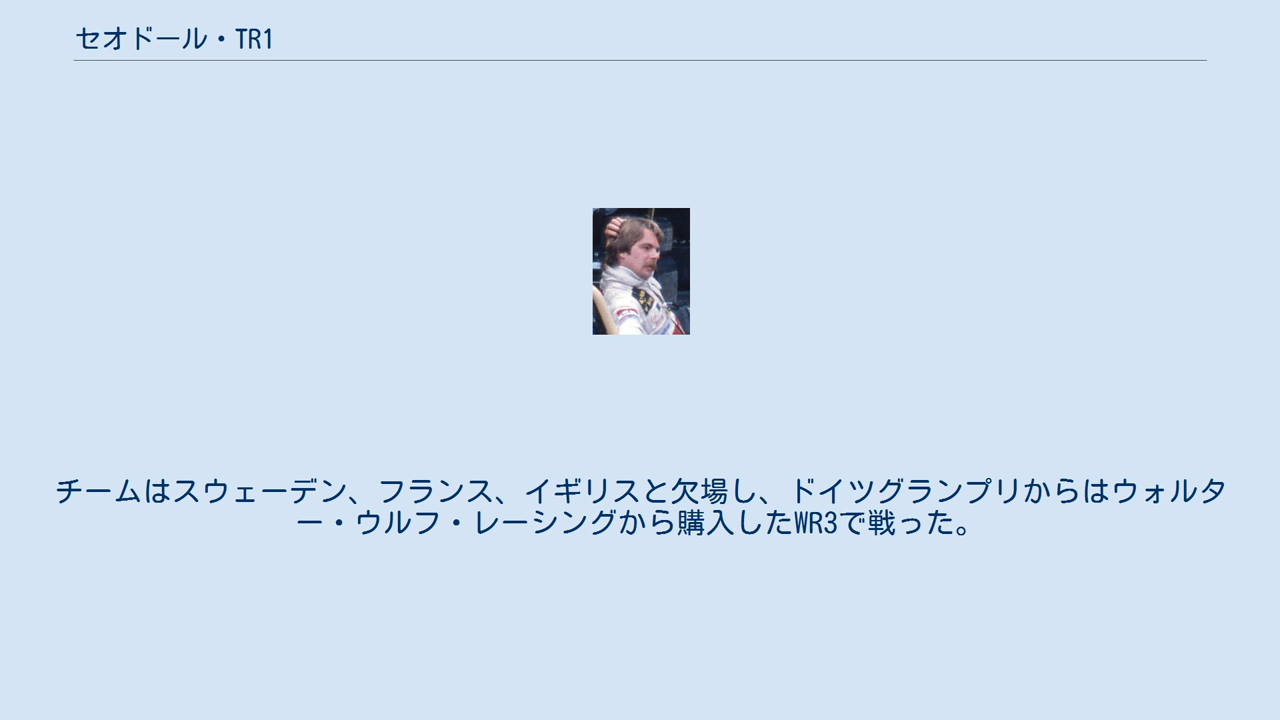 セオドール・TR1
チームはスウェーデン、フランス、イギリスと欠場し、ドイツグランプリからはウォルタ
ー・ウルフ・レーシングから購入したWR3で戦った。